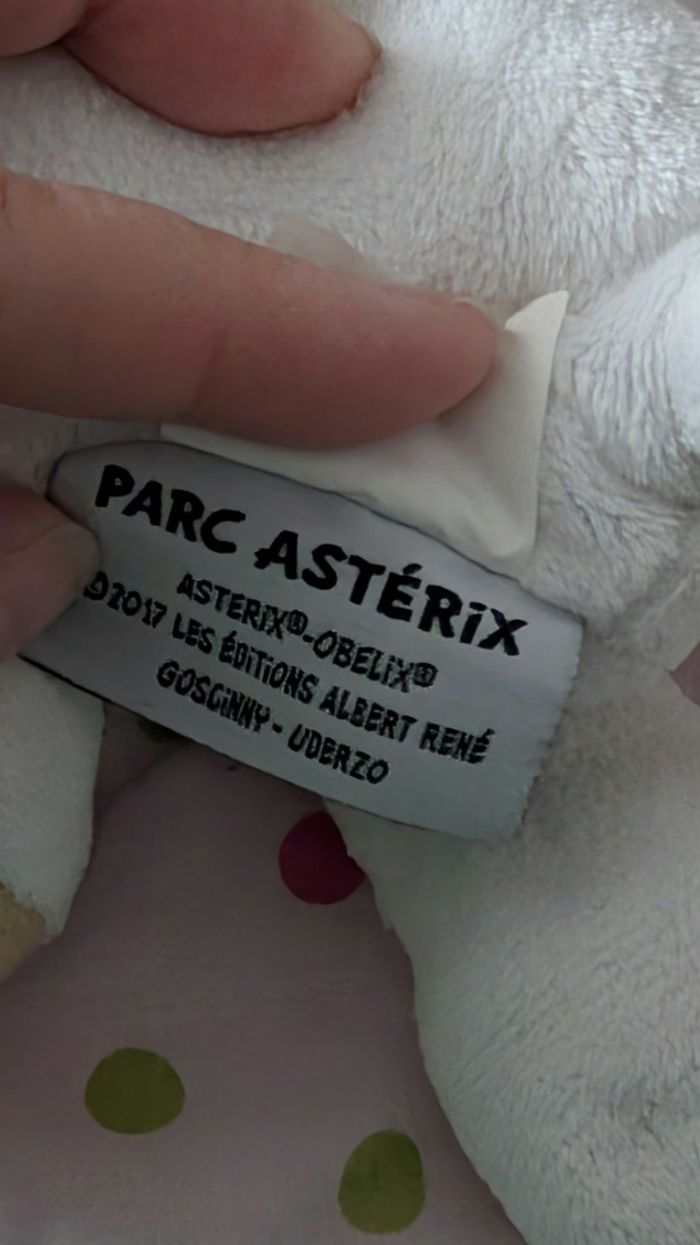 PARC ASTÉRiX
ASTERIX®-OBELIX®
©2017 LES ÉDiTiONS ALBERT RENÉ
GOSCiNNY - UDERZO